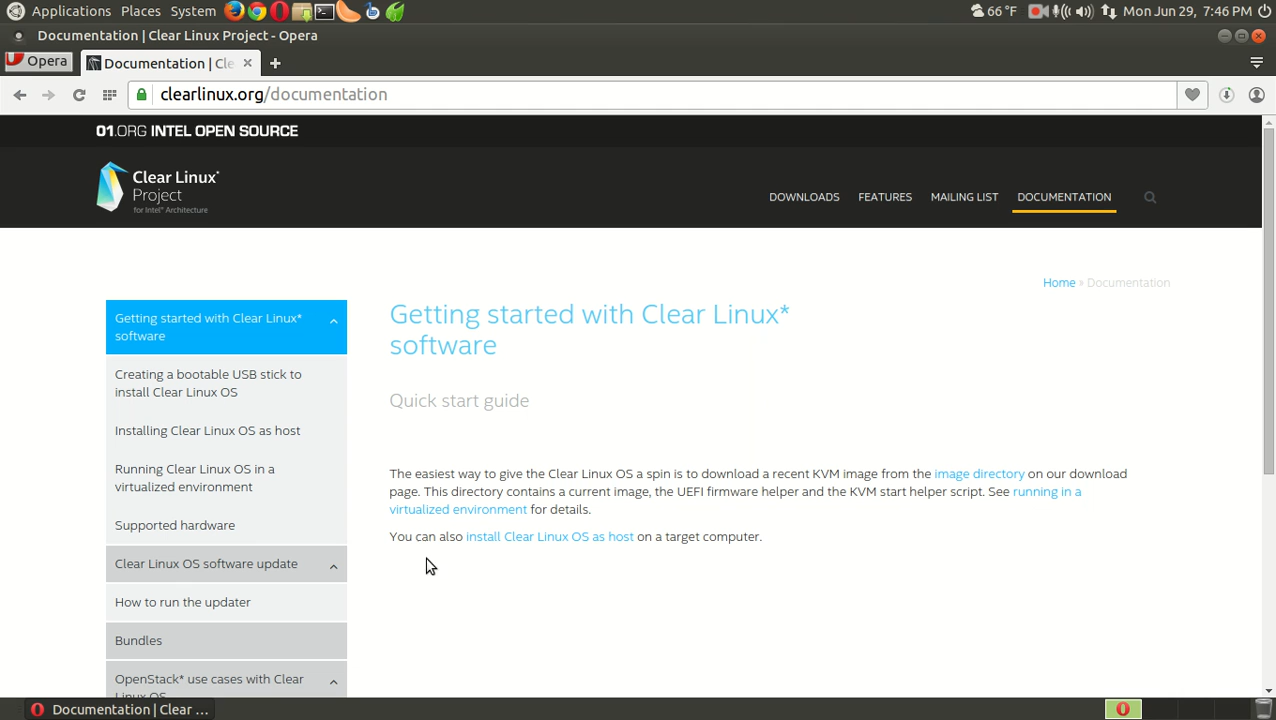 Applications Places System
66 °F
Mon Jun 29, 7:46 PM
Documentation | Clear Linux Project - Opera
Opera
Documentation | Cle
clearlinux.org/documentation
01.ORG INTEL OPEN SOURCE
Clear Linux*
Project
for Intel® Architecture
DOWNLOADS FEATURES MAILING LIST DOCUMENTATION
Home » Documentation
Getting started with Clear Linux*
software
Creating a bootable USB stick to
install Clear Linux OS
Installing Clear Linux OS as host
Running Clear Linux OS in a
virtualized environment
Supported hardware
Clear Linux OS software update
How to run the updater
Bundles
OpenStack* use cases with Clear
Linux OS
Getting started with Clear Linux*
software
Quick start guide
The easiest way to give the Clear Linux OS a spin is to download a recent KVM image from the image directory on our download
page. This directory contains a current image, the UEFI firmware helper and the KVM start helper script. See running in a
virtualized environment for details.
You can also install Clear Linux OS as host on a target computer.
Documentation | Clear ...